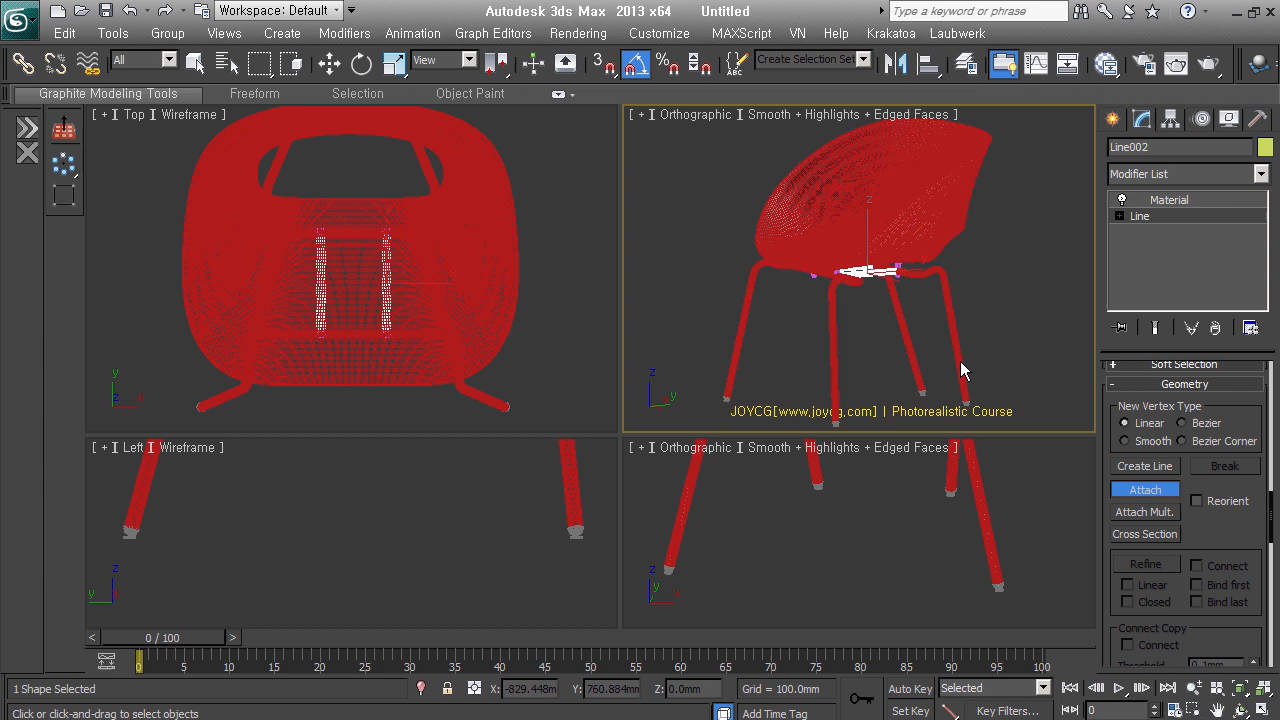 Workspace: Default
Autodesk 3ds Max 2013 x64 Untitled
Type a keyword or phrase
Edit Tools Group Views Create Modifiers Animation Graph Editors Rendering Customize MAXScript VN Help Krakatoa Laubwerk
All View 3 Create Selection Se
Graphite Modeling Tools Freeform Selection Object Paint
[ + ] Top ] Wireframe ]
[ + ] Orthographic ] Smooth + Highlights + Edged Faces ]
Line002
Modifier List
Material
Line
z
y
z x
z
x y
JOYCG[www.joycg.com] | Photorealistic Course
[ + ] Left ] Wireframe ]
[ + ] Orthographic ] Smooth + Highlights + Edged Faces ]
z
y
z
y
x
+ Soft Selection
- Geometry
New Vertex Type
Linear Bezier
Smooth Bezier Corner
Create Line Break
Attach Reorient
Attach Mult.
Cross Section
Refine Connect
Linear Bind first
Closed Bind last
Connect Copy
Connect
Threshold 0.1mm
< 0 / 100 >
0 5 10 15 20 25 30 35 40 45 50 55 60 65 70 75 80 85 90 95 100
1 Shape Selected X: -829.448m Y: 760.884mm Z: 0.0mm Grid = 100.0mm Auto Key Selected
Click or click-and-drag to select objects Add Time Tag Set Key Key Filters... 0